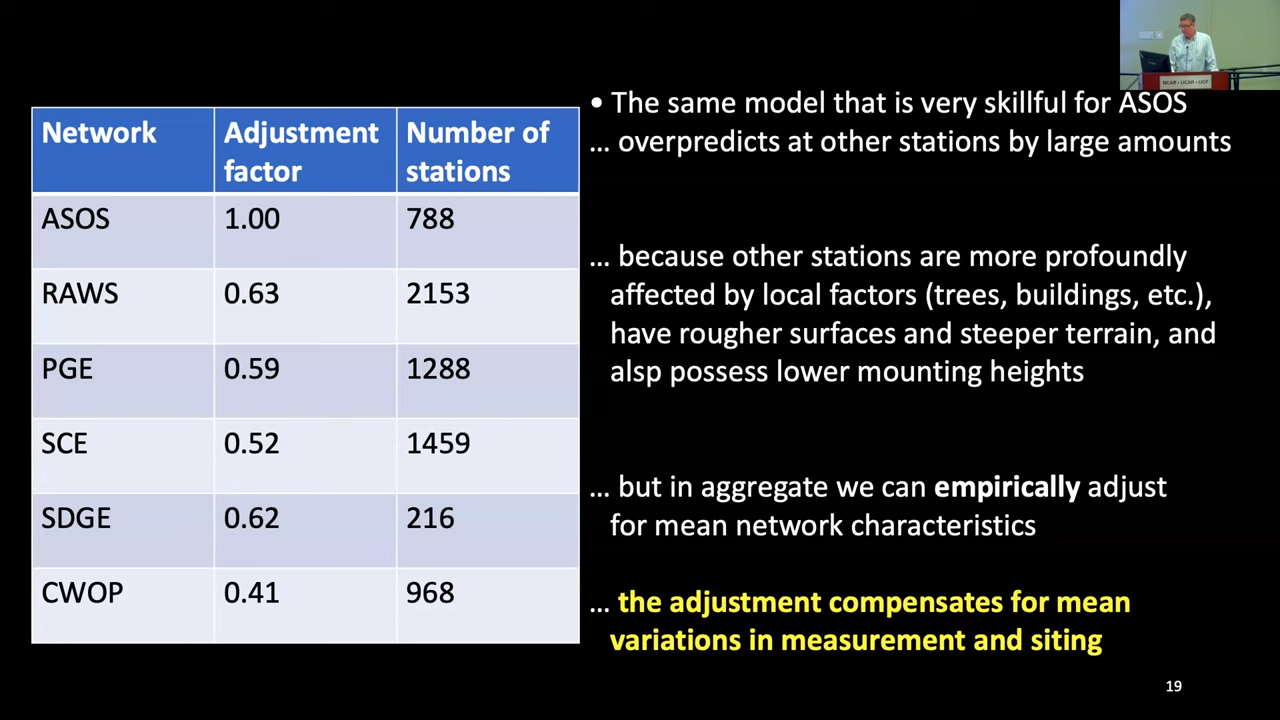 Network Adjustment factor Number of stations
ASOS 1.00 788
RAWS 0.63 2153
PGE 0.59 1288
SCE 0.52 1459
SDGE 0.62 216
CWOP 0.41 968
NCAR • UCAR • UCP
• The same model that is very skillful for ASOS
... overpredicts at other stations by large amounts
... because other stations are more profoundly
affected by local factors (trees, buildings, etc.),
have rougher surfaces and steeper terrain, and
alsp possess lower mounting heights
... but in aggregate we can empirically adjust
for mean network characteristics
... the adjustment compensates for mean
variations in measurement and siting
19